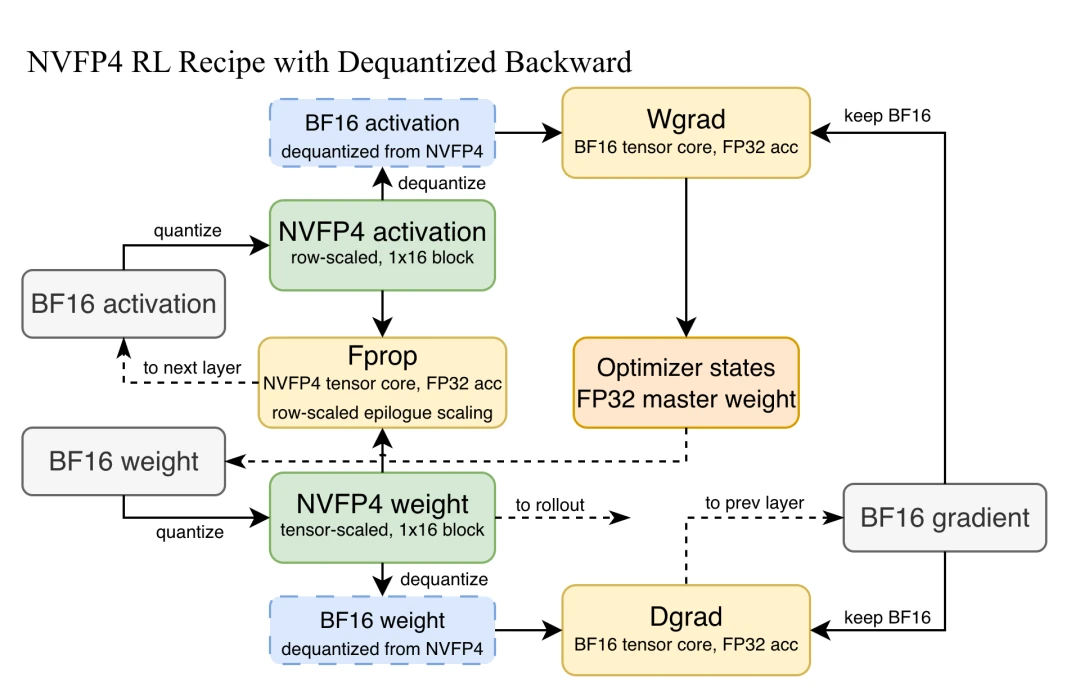 NVFP4 RL Recipe with Dequantized Backward
BF16 activation
dequantized from NVFP4
Wgrad
BF16 tensor core, FP32 acc
keep BF16
dequantize
quantize
NVFP4 activation
row-scaled, 1x16 block
BF16 activation
to next layer
Fprop
NVFP4 tensor core, FP32 acc
row-scaled epilogue scaling
Optimizer states
FP32 master weight
BF16 weight
quantize
NVFP4 weight
tensor-scaled, 1x16 block
to rollout
to prev layer
BF16 gradient
dequantize
BF16 weight
dequantized from NVFP4
Dgrad
BF16 tensor core, FP32 acc
keep BF16